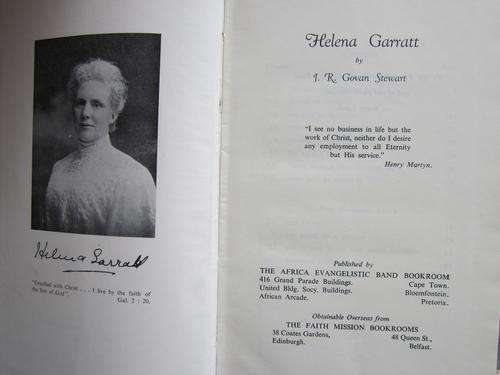 Helena Garratt
"Crucified with Christ . . . . I live by the faith of
the Son of God".
Gal. 2 : 20.
Helena Garratt
by
J. R. Govan Stewart
"I see no business in life but the
work of Christ, neither do I desire
any employment to all Eternity
but His service."
Henry Martyn.
Published by
THE AFRICA EVANGELISTIC BAND BOOKROOM
416 Grand Parade Buildings. Cape Town.
United Bldg. Socy. Buildings. Bloemfontein.
African Arcade. Pretoria.
Obtainable Overseas from
THE FAITH MISSION BOOKROOMS
38 Coates Gardens, 48 Queen St.,
Edinburgh. Belfast.